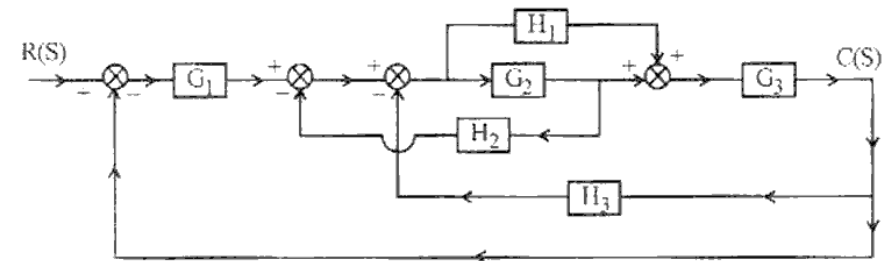 H₁
R(S) C(S)
+ + + + +
G₁ G₂ G₃
− − −
H₂
H₃